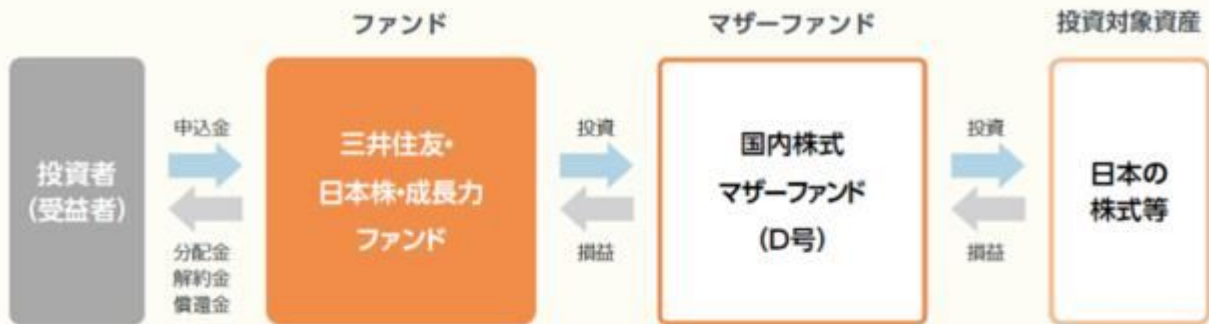 ファンド
マザーファンド
投資対象資産
投資者
(受益者)
申込金
分配金
解約金
償還金
三井住友・
日本株・成長力
ファンド
投資
損益
国内株式
マザーファンド
(D号)
投資
損益
日本の
株式等